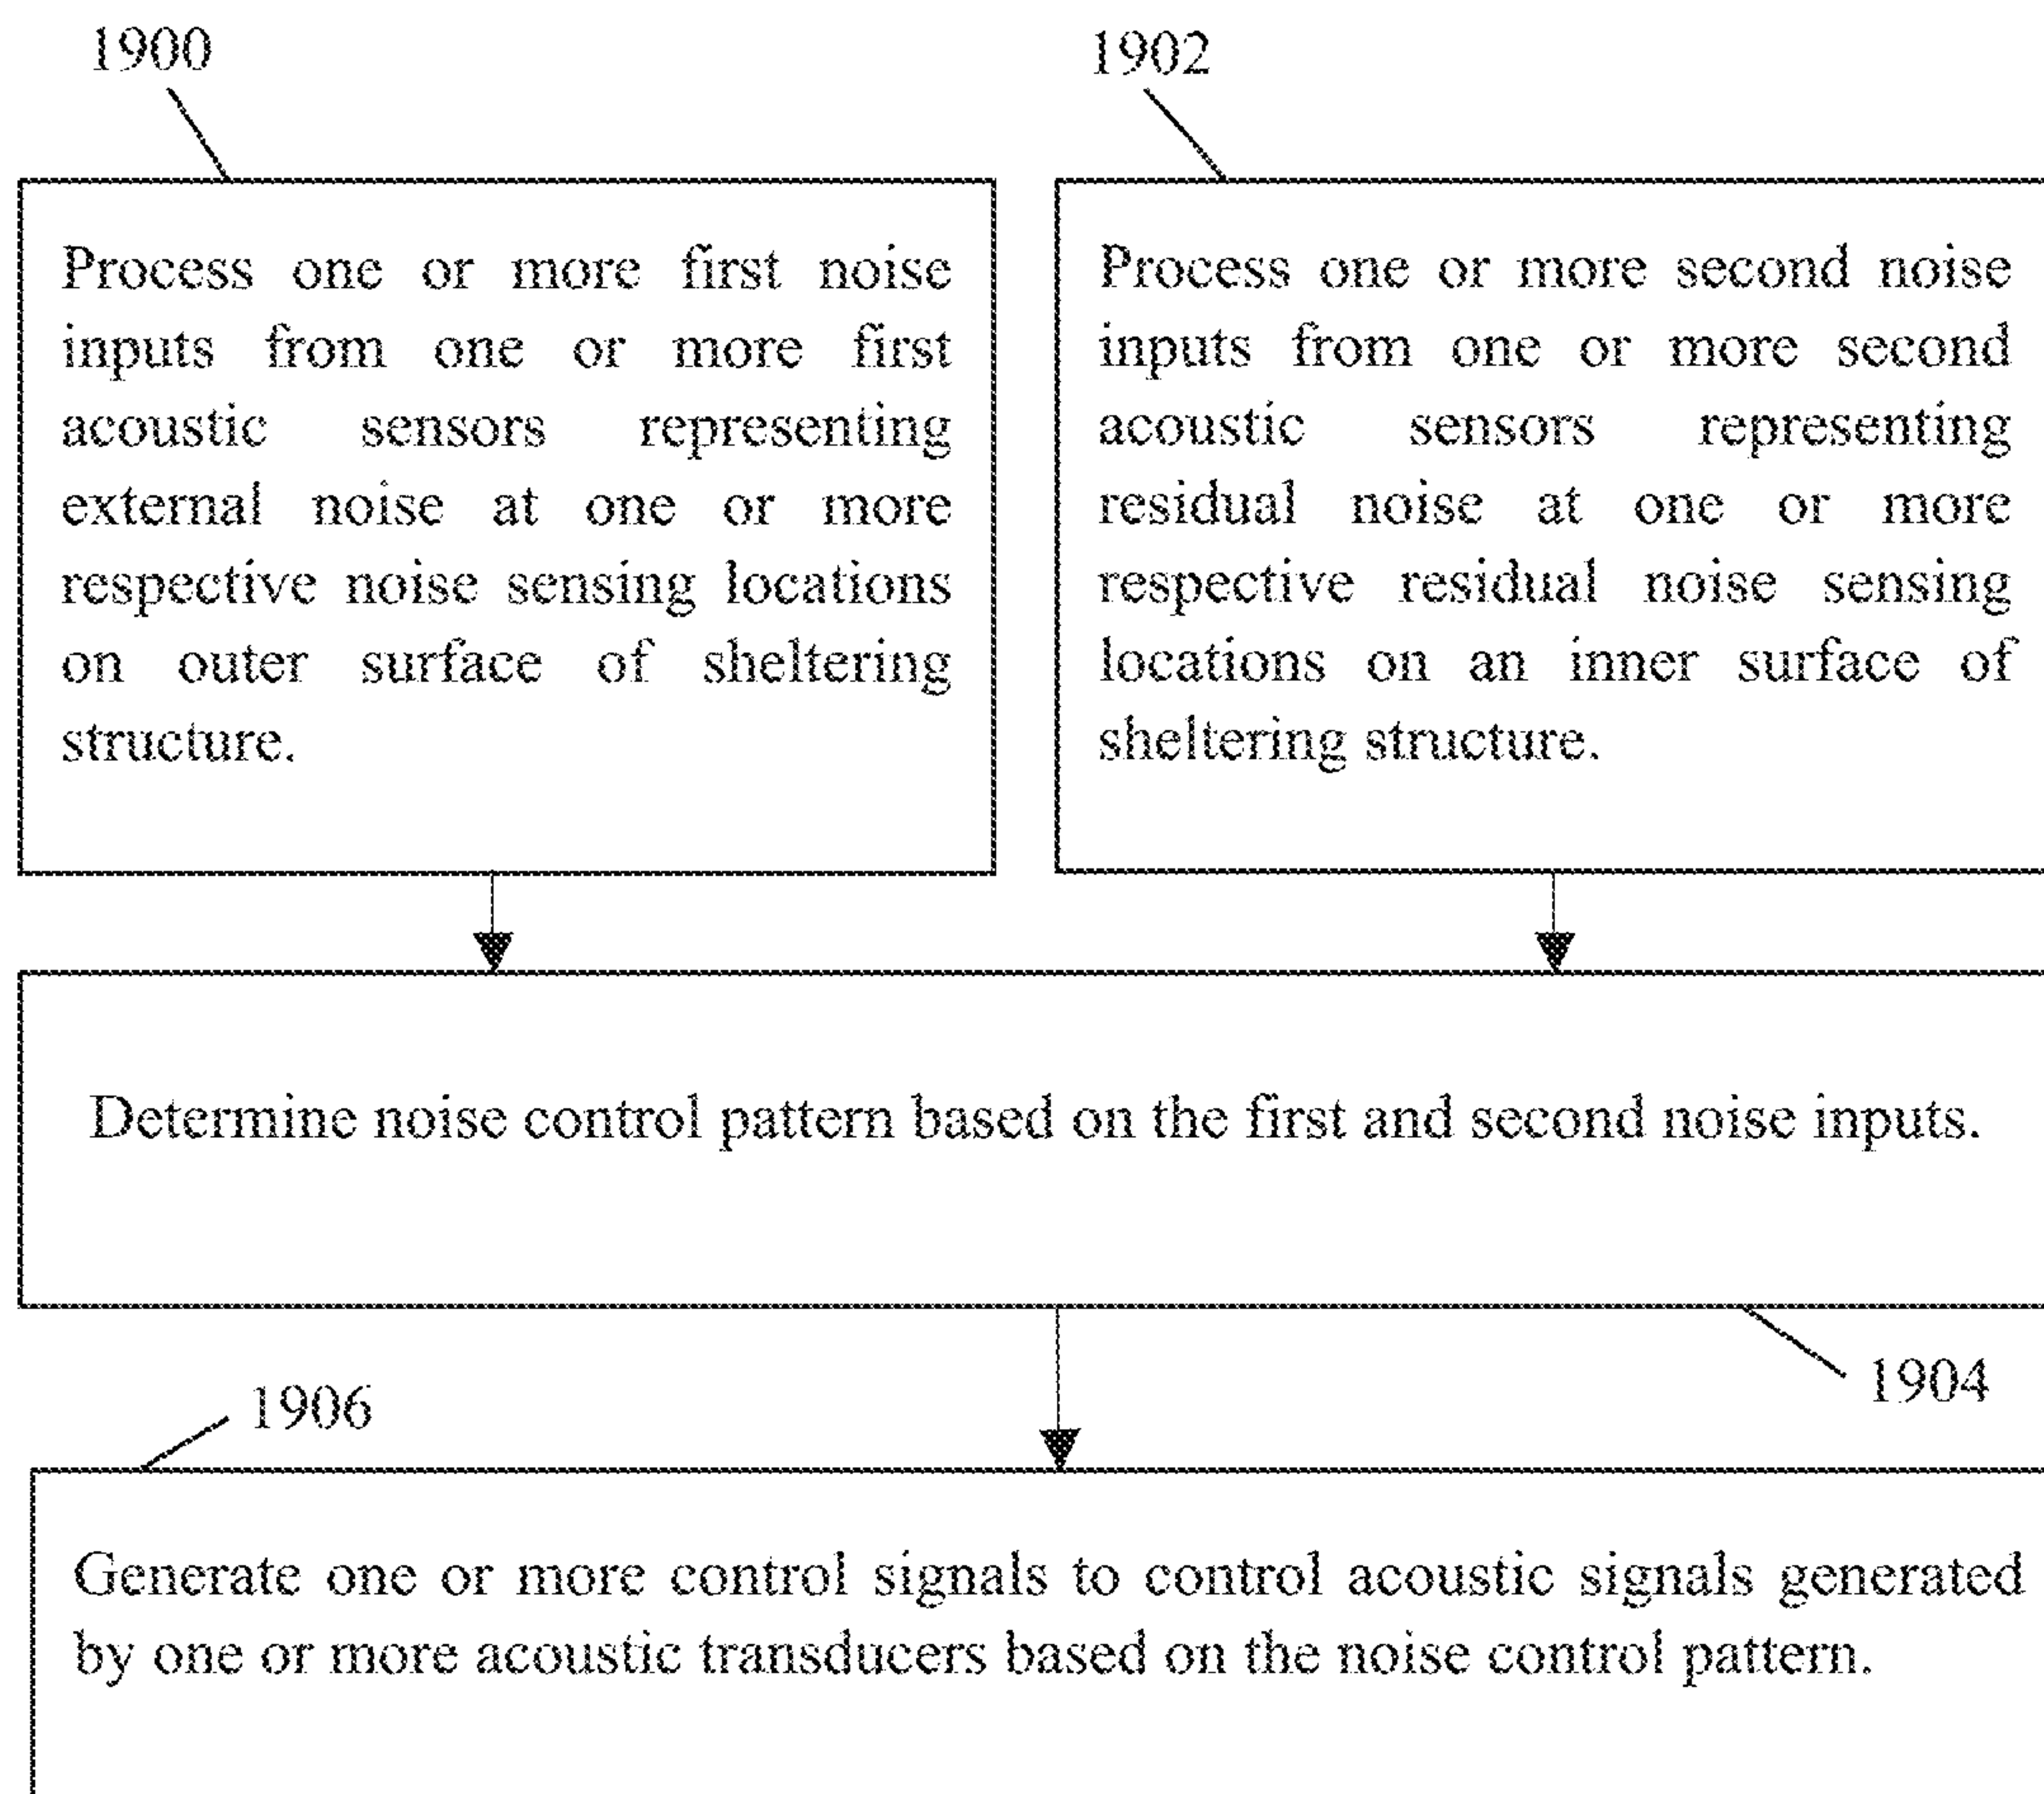 1900
Process one or more first noise
inputs from one or more first
acoustic sensors representing
external noise at one or more
respective noise sensing locations
on outer surface of sheltering
structure.
1902
Process one or more second noise
inputs from one or more second
acoustic sensors representing
residual noise at one or more
respective residual noise sensing
locations on an inner surface of
sheltering structure.
Determine noise control pattern based on the first and second noise inputs.
1904
1906
Generate one or more control signals to control acoustic signals generated
by one or more acoustic transducers based on the noise control pattern.